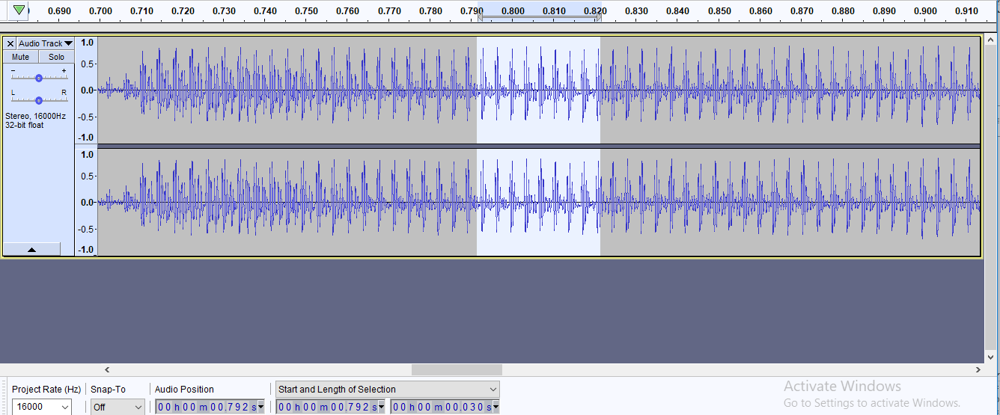 0.690 0.700 0.710 0.720 0.730 0.740 0.750 0.760 0.770 0.780 0.790 0.800 0.810 0.820 0.830 0.840 0.850 0.860 0.870 0.880 0.890 0.900 0.910
Audio Track 1.0
Mute Solo
- + 0.5-
L R 0.0-
Stereo, 16000Hz -0.5-
32-bit float
-1.0
1.0
0.5-
0.0-
-0.5-
-1.0
Project Rate (Hz) Snap-To Audio Position Start and Length of Selection
16000 Off 00 h 00 m 00.792 s 00 h 00 m 00.792 s 00 h 00 m 00.030 s
Activate Windows
Go to Settings to activate Windows.